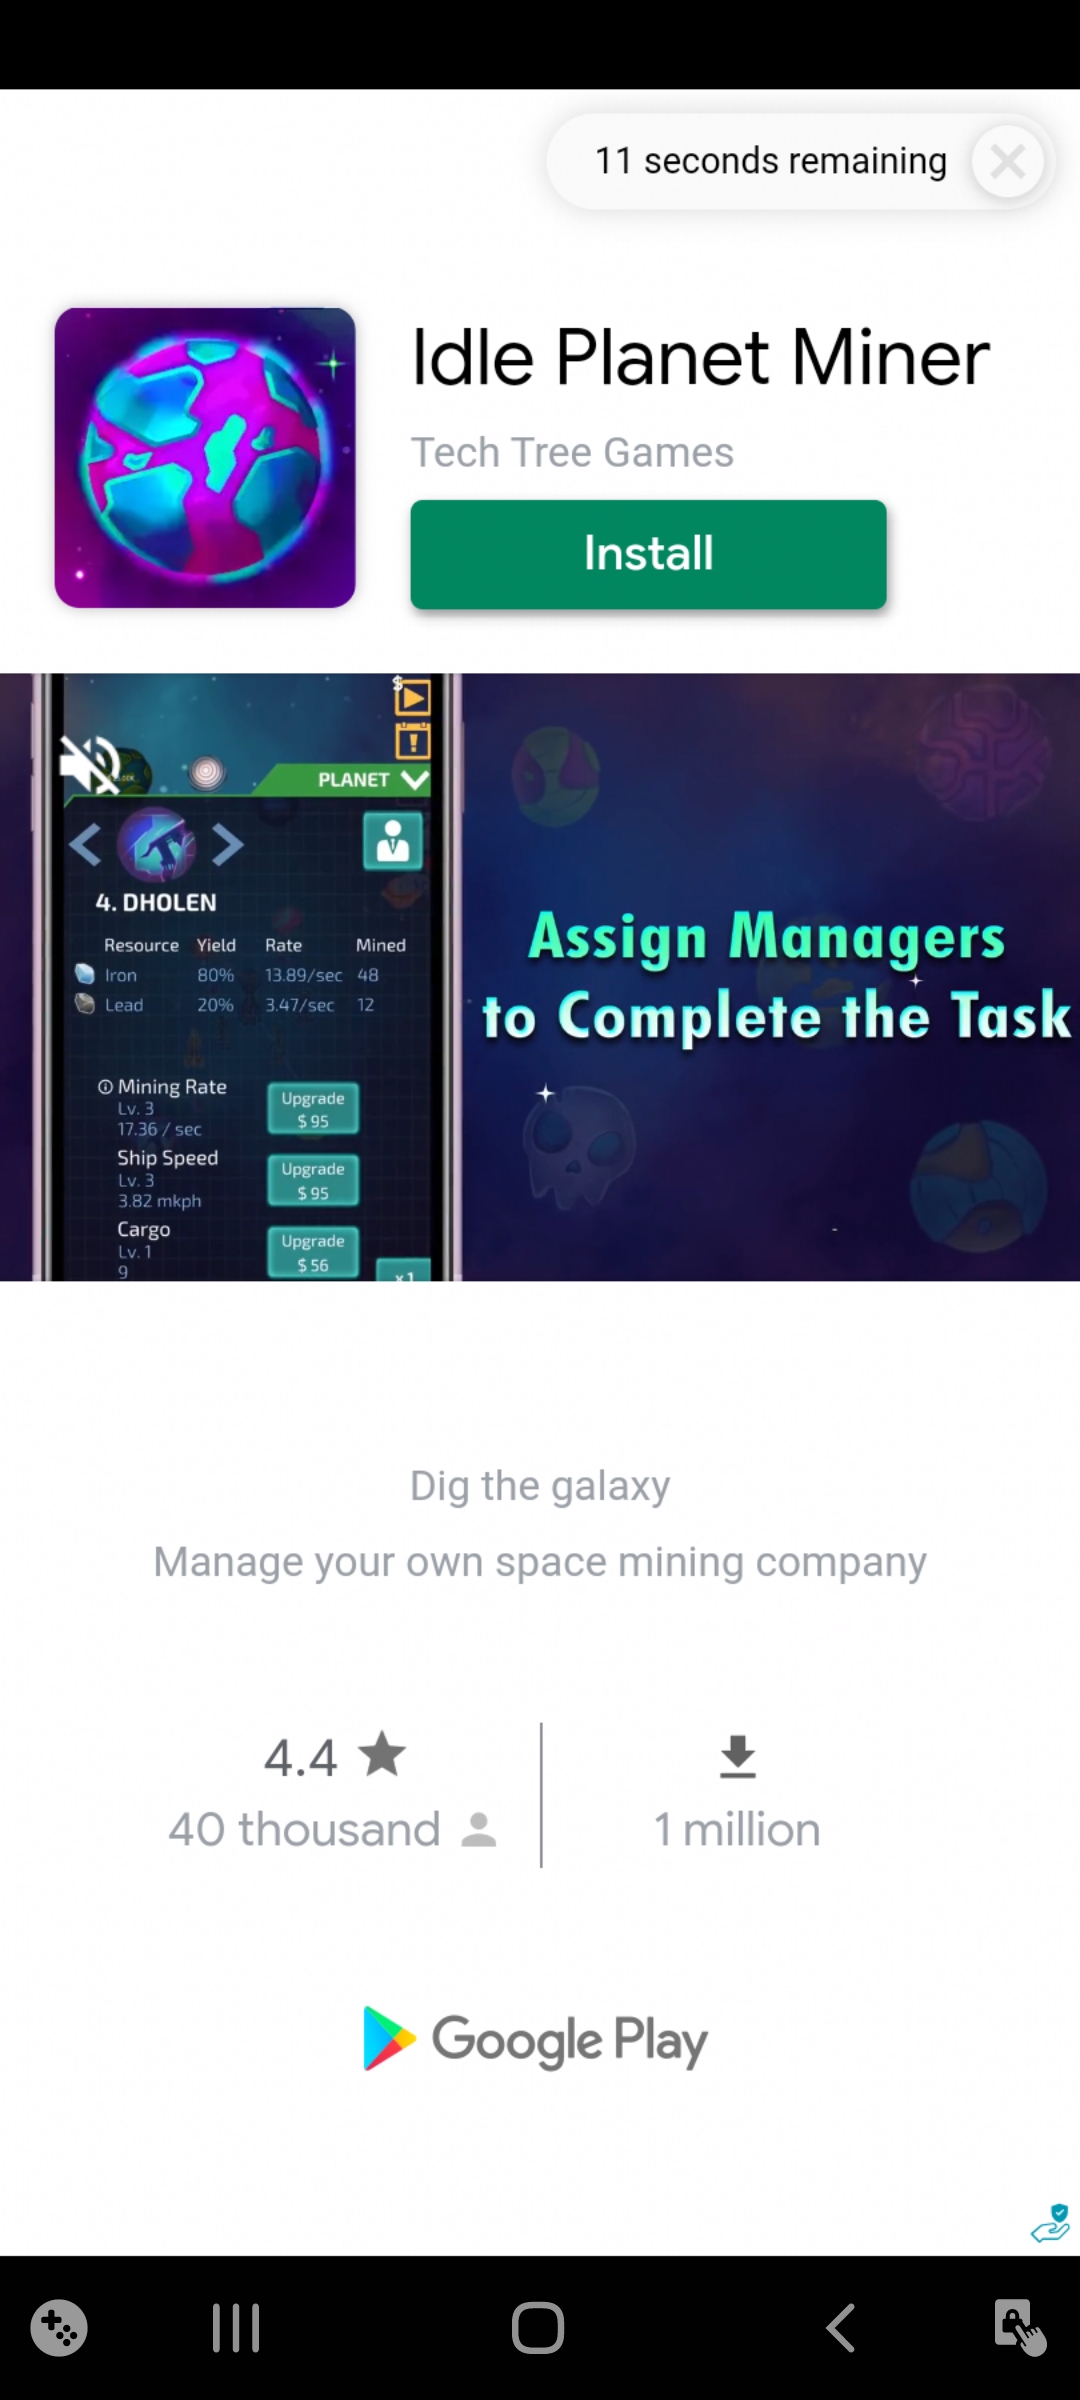 11 seconds remaining
Idle Planet Miner
Tech Tree Games
Install
$
PLANET
4. DHOLEN
Resource Yield Rate Mined
Iron 80% 13.89/sec 48
Lead 20% 3.47/sec 12
Mining Rate
Lv. 3
17.36 / sec
Upgrade
$ 95
Ship Speed
Lv. 3
3.82 mkph
Upgrade
$ 95
Cargo
Lv. 1
9
Upgrade
$ 56
x1
Assign Managers
to Complete the Task
Dig the galaxy
Manage your own space mining company
4.4
40 thousand
1 million
Google Play